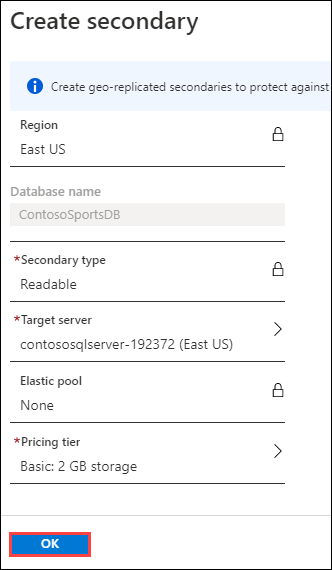 Create secondary
Create geo-replicated secondaries to protect against
Region
East US
Database name
ContosoSportsDB
*Secondary type
Readable
*Target server
contososqlserver-192372 (East US)
Elastic pool
None
*Pricing tier
Basic: 2 GB storage
OK